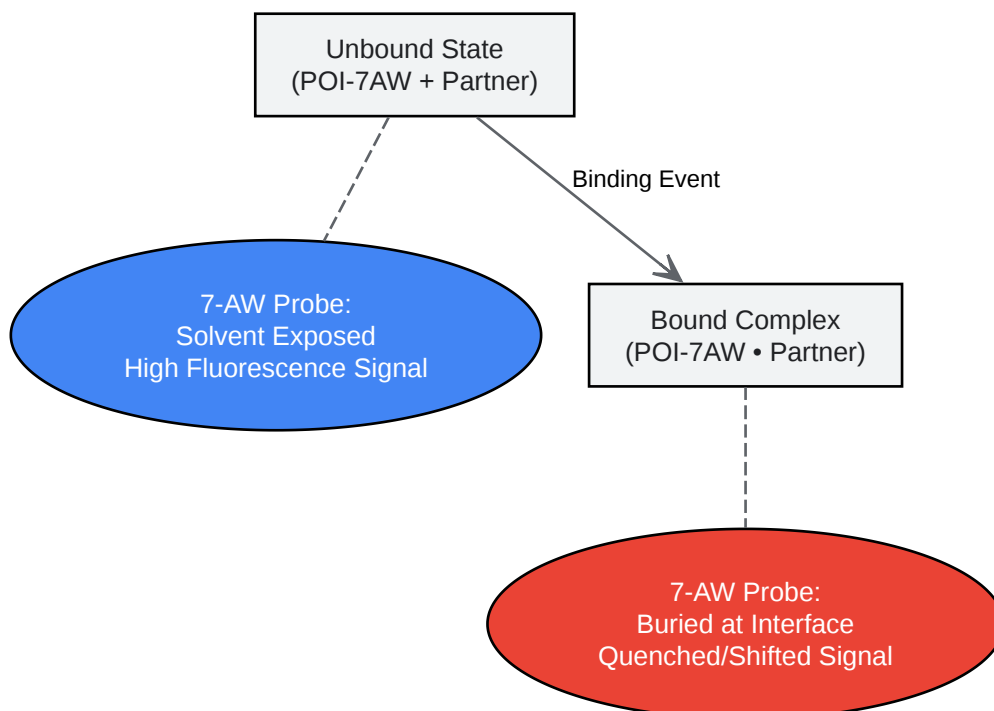 Unbound State
(POI-7AW + Partner)
Binding Event
7-AW Probe:
Solvent Exposed
High Fluorescence Signal
Bound Complex
(POI-7AW • Partner)
7-AW Probe:
Buried at Interface
Quenched/Shifted Signal